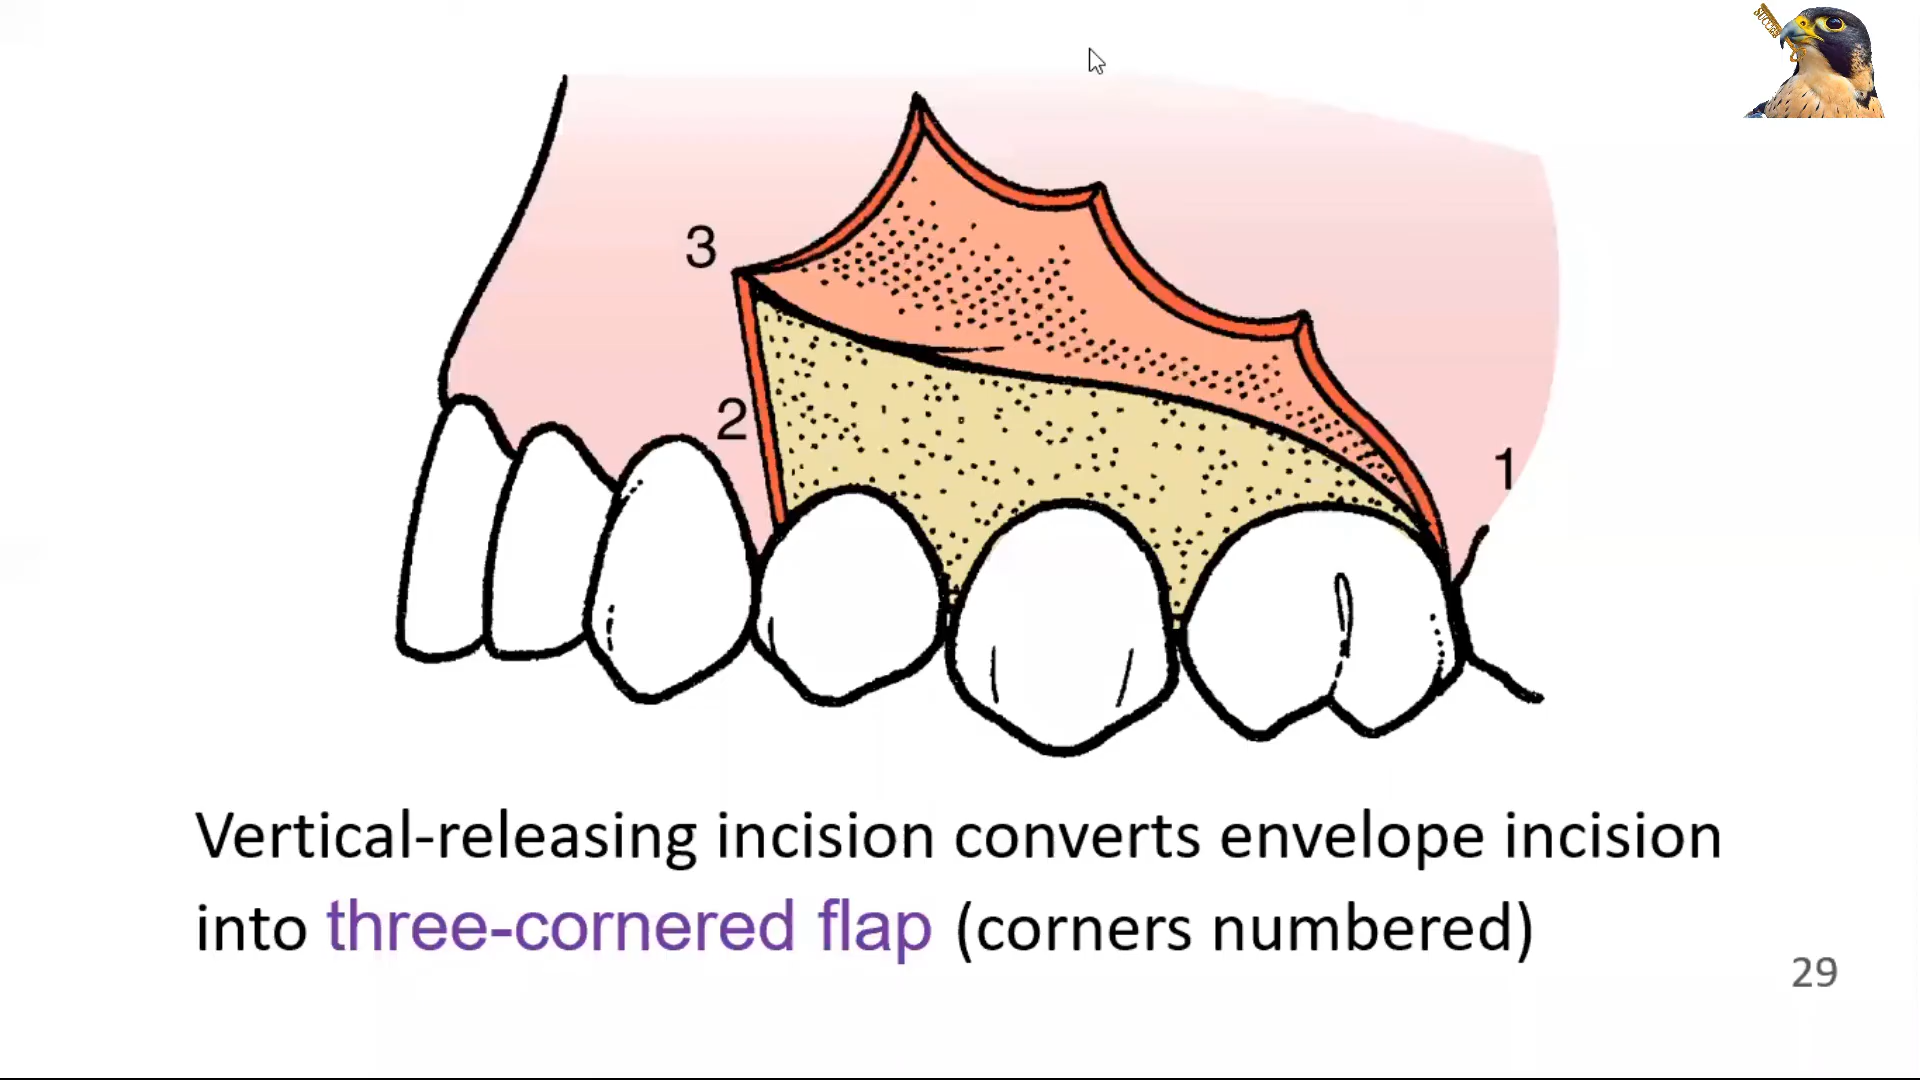 3
2
1
Vertical-releasing incision converts envelope incision
into three-cornered flap (corners numbered)
29